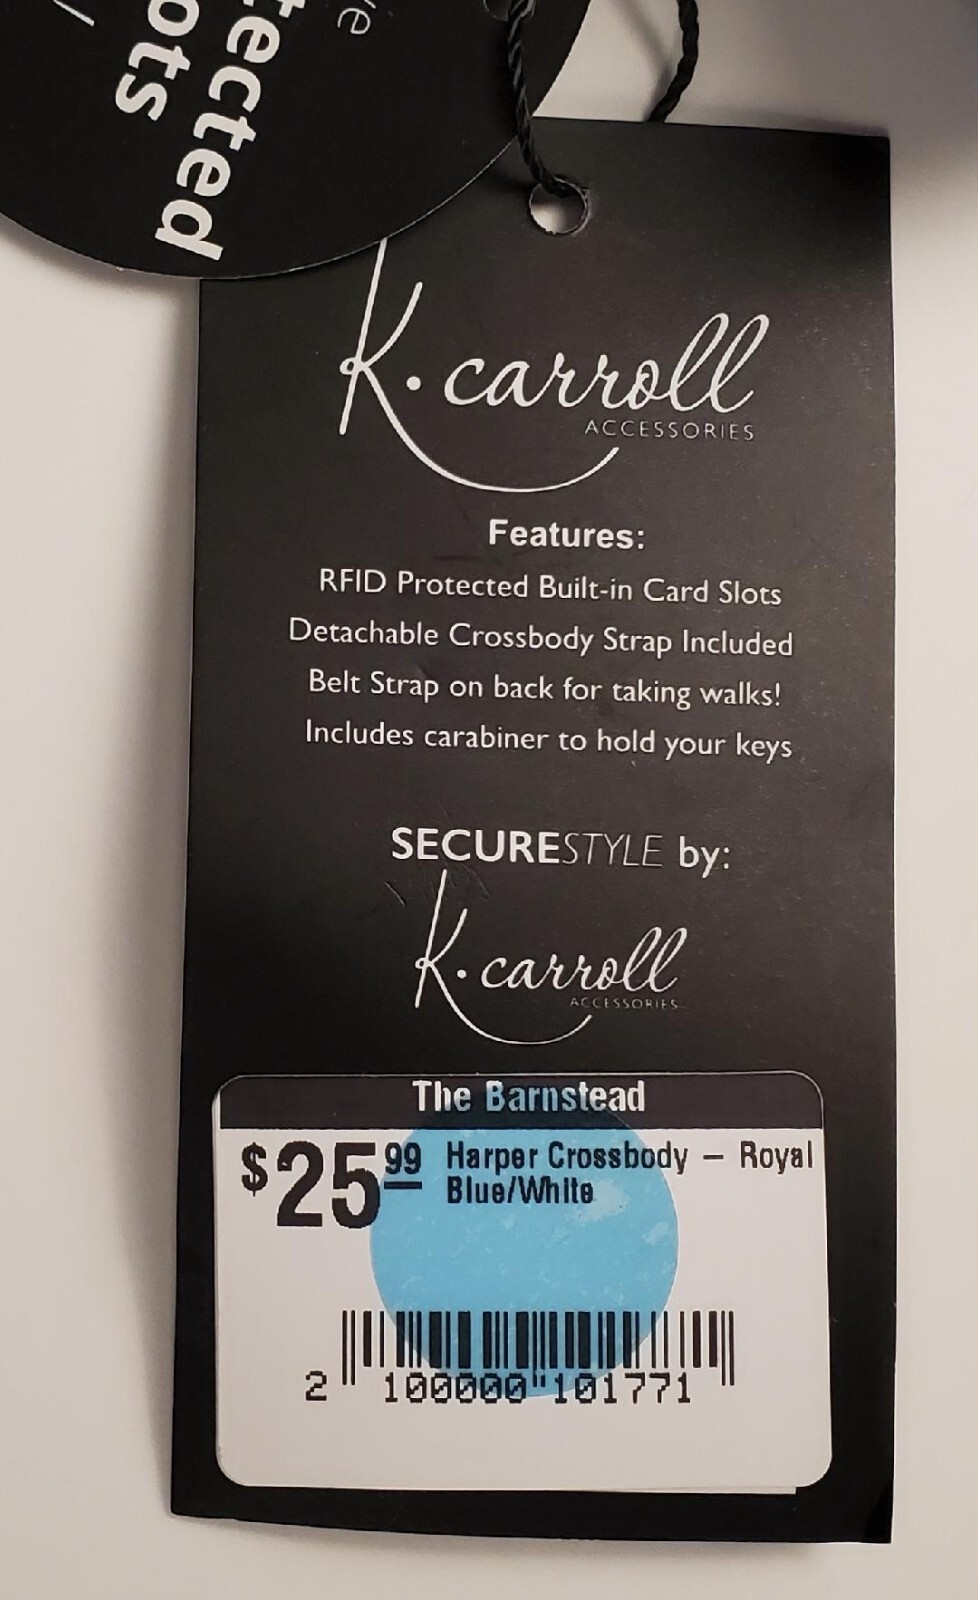 tected
ots
K. carroll
ACCESSORIES
Features:
RFID Protected Built-in Card Slots
Detachable Crossbody Strap Included
Belt Strap on back for taking walks!
Includes carabiner to hold your keys
SECURESTYLE by:
K. carroll
ACCESSORIES
The Barnstead
$25.99 Harper Crossbody – Royal
Blue/White
2 100000"101771"